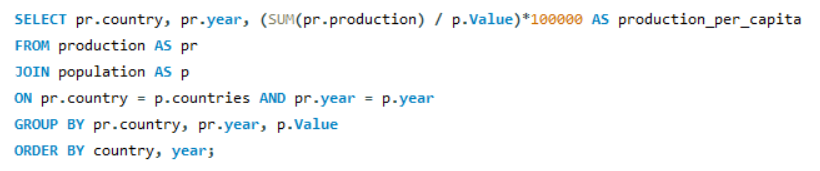 SELECT pr.country, pr.year, (SUM(pr.production) / p.Value)*100000 AS production_per_capita
FROM production AS pr
JOIN population AS p
ON pr.country = p.countries AND pr.year = p.year
GROUP BY pr.country, pr.year, p.Value
ORDER BY country, year;